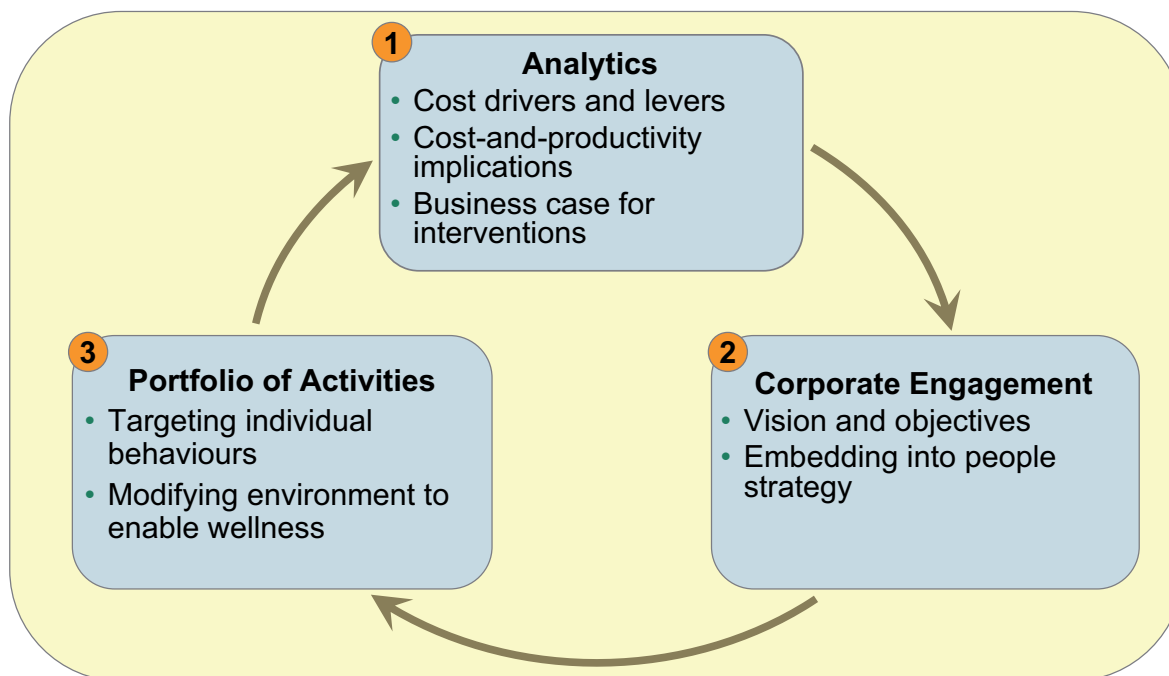 1
Analytics
• Cost drivers and levers
• Cost-and-productivity
implications
• Business case for
interventions
2
Corporate Engagement
• Vision and objectives
• Embedding into people
strategy
3
Portfolio of Activities
• Targeting individual
behaviours
• Modifying environment to
enable wellness